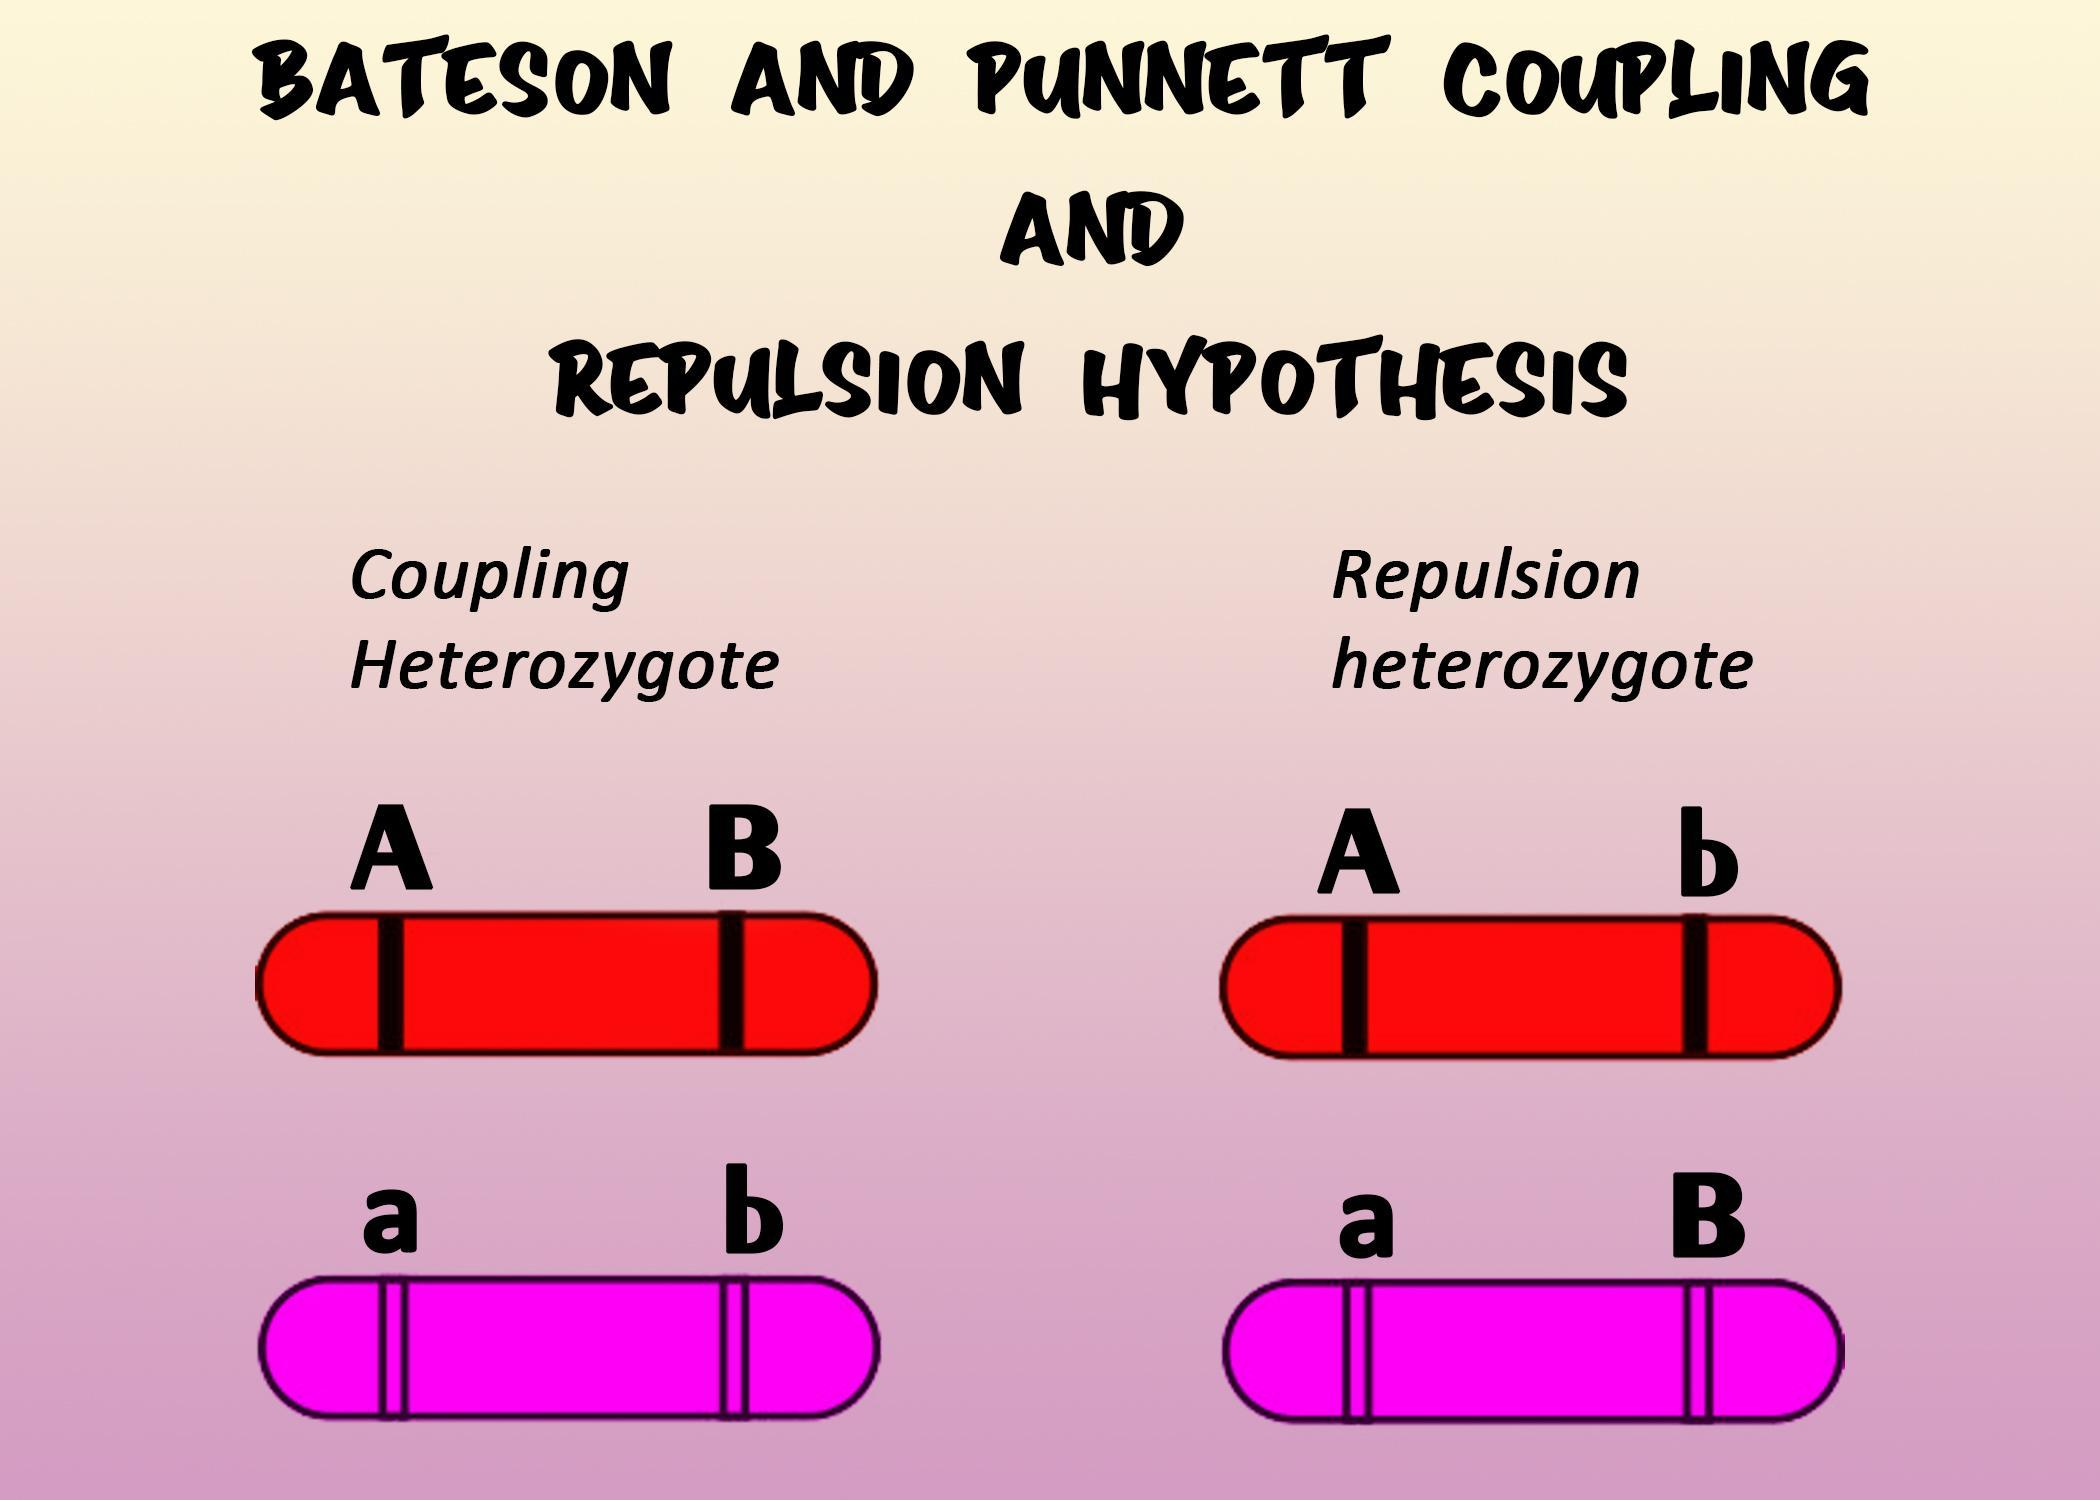 BATESON AND PUNNETT COUPLING
AND
REPULSION HYPOTHESIS
Coupling
Heterozygote
Repulsion
heterozygote
A B
A b
a b
a B